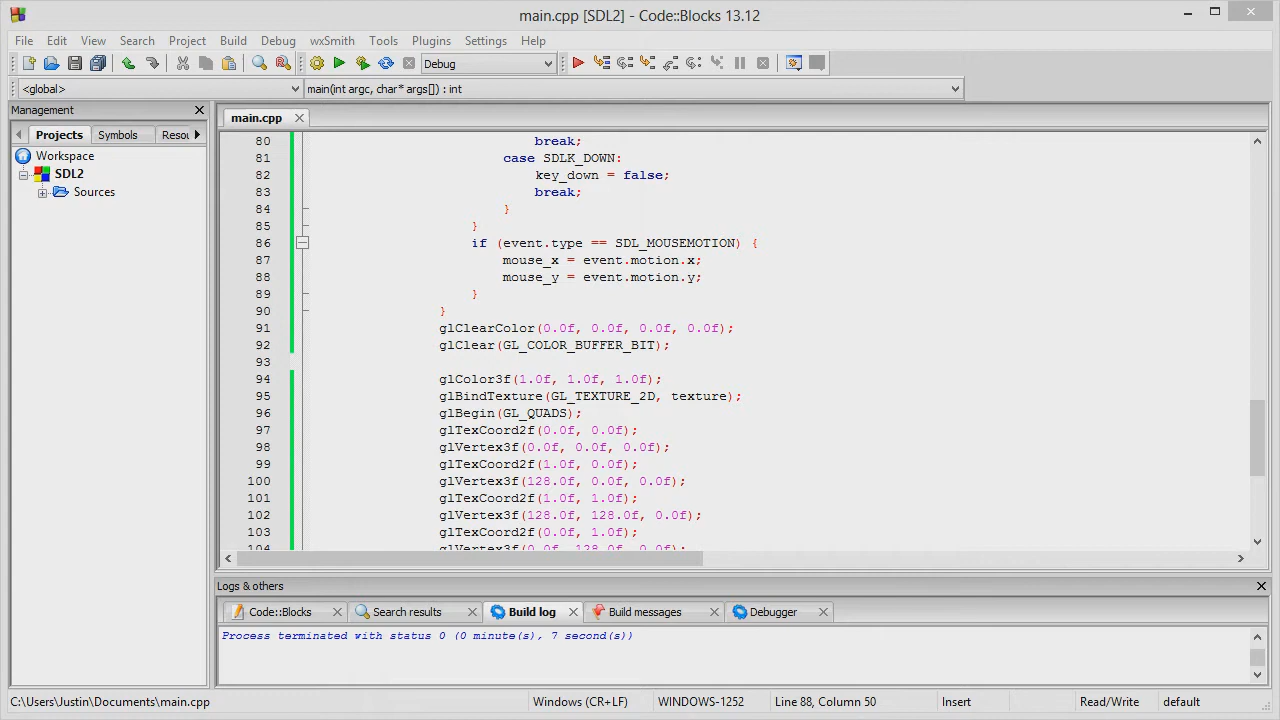 main.cpp [SDL2] - Code::Blocks 13.12
File Edit View Search Project Build Debug wxSmith Tools Plugins Settings Help
Debug
<global> main(int argc, char* args[]) : int
Management
main.cpp
Projects Symbols Resou
Workspace
SDL2
Sources
80 break;
81 case SDLK_DOWN:
82 key_down = false;
83 break;
84 }
85 }
86 if (event.type == SDL_MOUSEMOTION) {
87 mouse_x = event.motion.x;
88 mouse_y = event.motion.y;
89 }
90 }
91 glClearColor(0.0f, 0.0f, 0.0f, 0.0f);
92 glClear(GL_COLOR_BUFFER_BIT);
93
94 glColor3f(1.0f, 1.0f, 1.0f);
95 glBindTexture(GL_TEXTURE_2D, texture);
96 glBegin(GL_QUADS);
97 glTexCoord2f(0.0f, 0.0f);
98 glVertex3f(0.0f, 0.0f, 0.0f);
99 glTexCoord2f(1.0f, 0.0f);
100 glVertex3f(128.0f, 0.0f, 0.0f);
101 glTexCoord2f(1.0f, 1.0f);
102 glVertex3f(128.0f, 128.0f, 0.0f);
103 glTexCoord2f(0.0f, 1.0f);
104 glVertex3f(0.0f, 128.0f, 0.0f);
Logs & others
Code::Blocks Search results Build log Build messages Debugger
Process terminated with status 0 (0 minute(s), 7 second(s))
C:\Users\Justin\Documents\main.cpp Windows (CR+LF) WINDOWS-1252 Line 88, Column 50 Insert Read/Write default